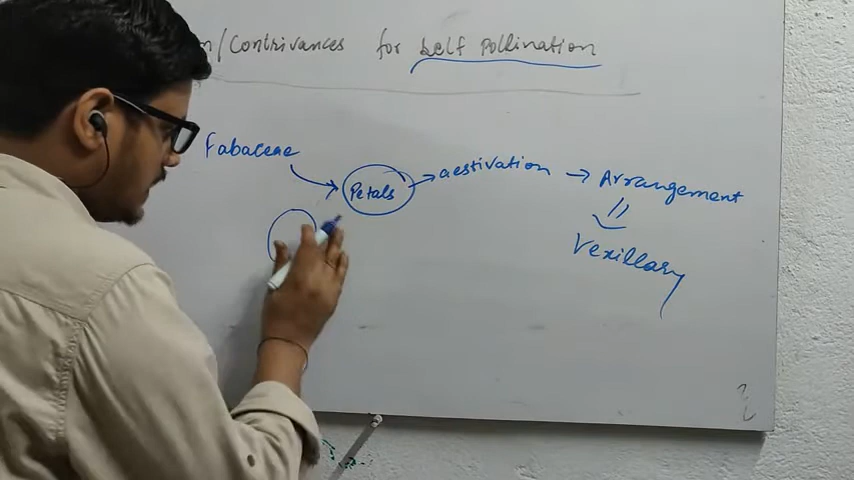 /Contrivances for Self Pollination
Fabaceae
Petals → aestivation → Arrangement
Vexillary